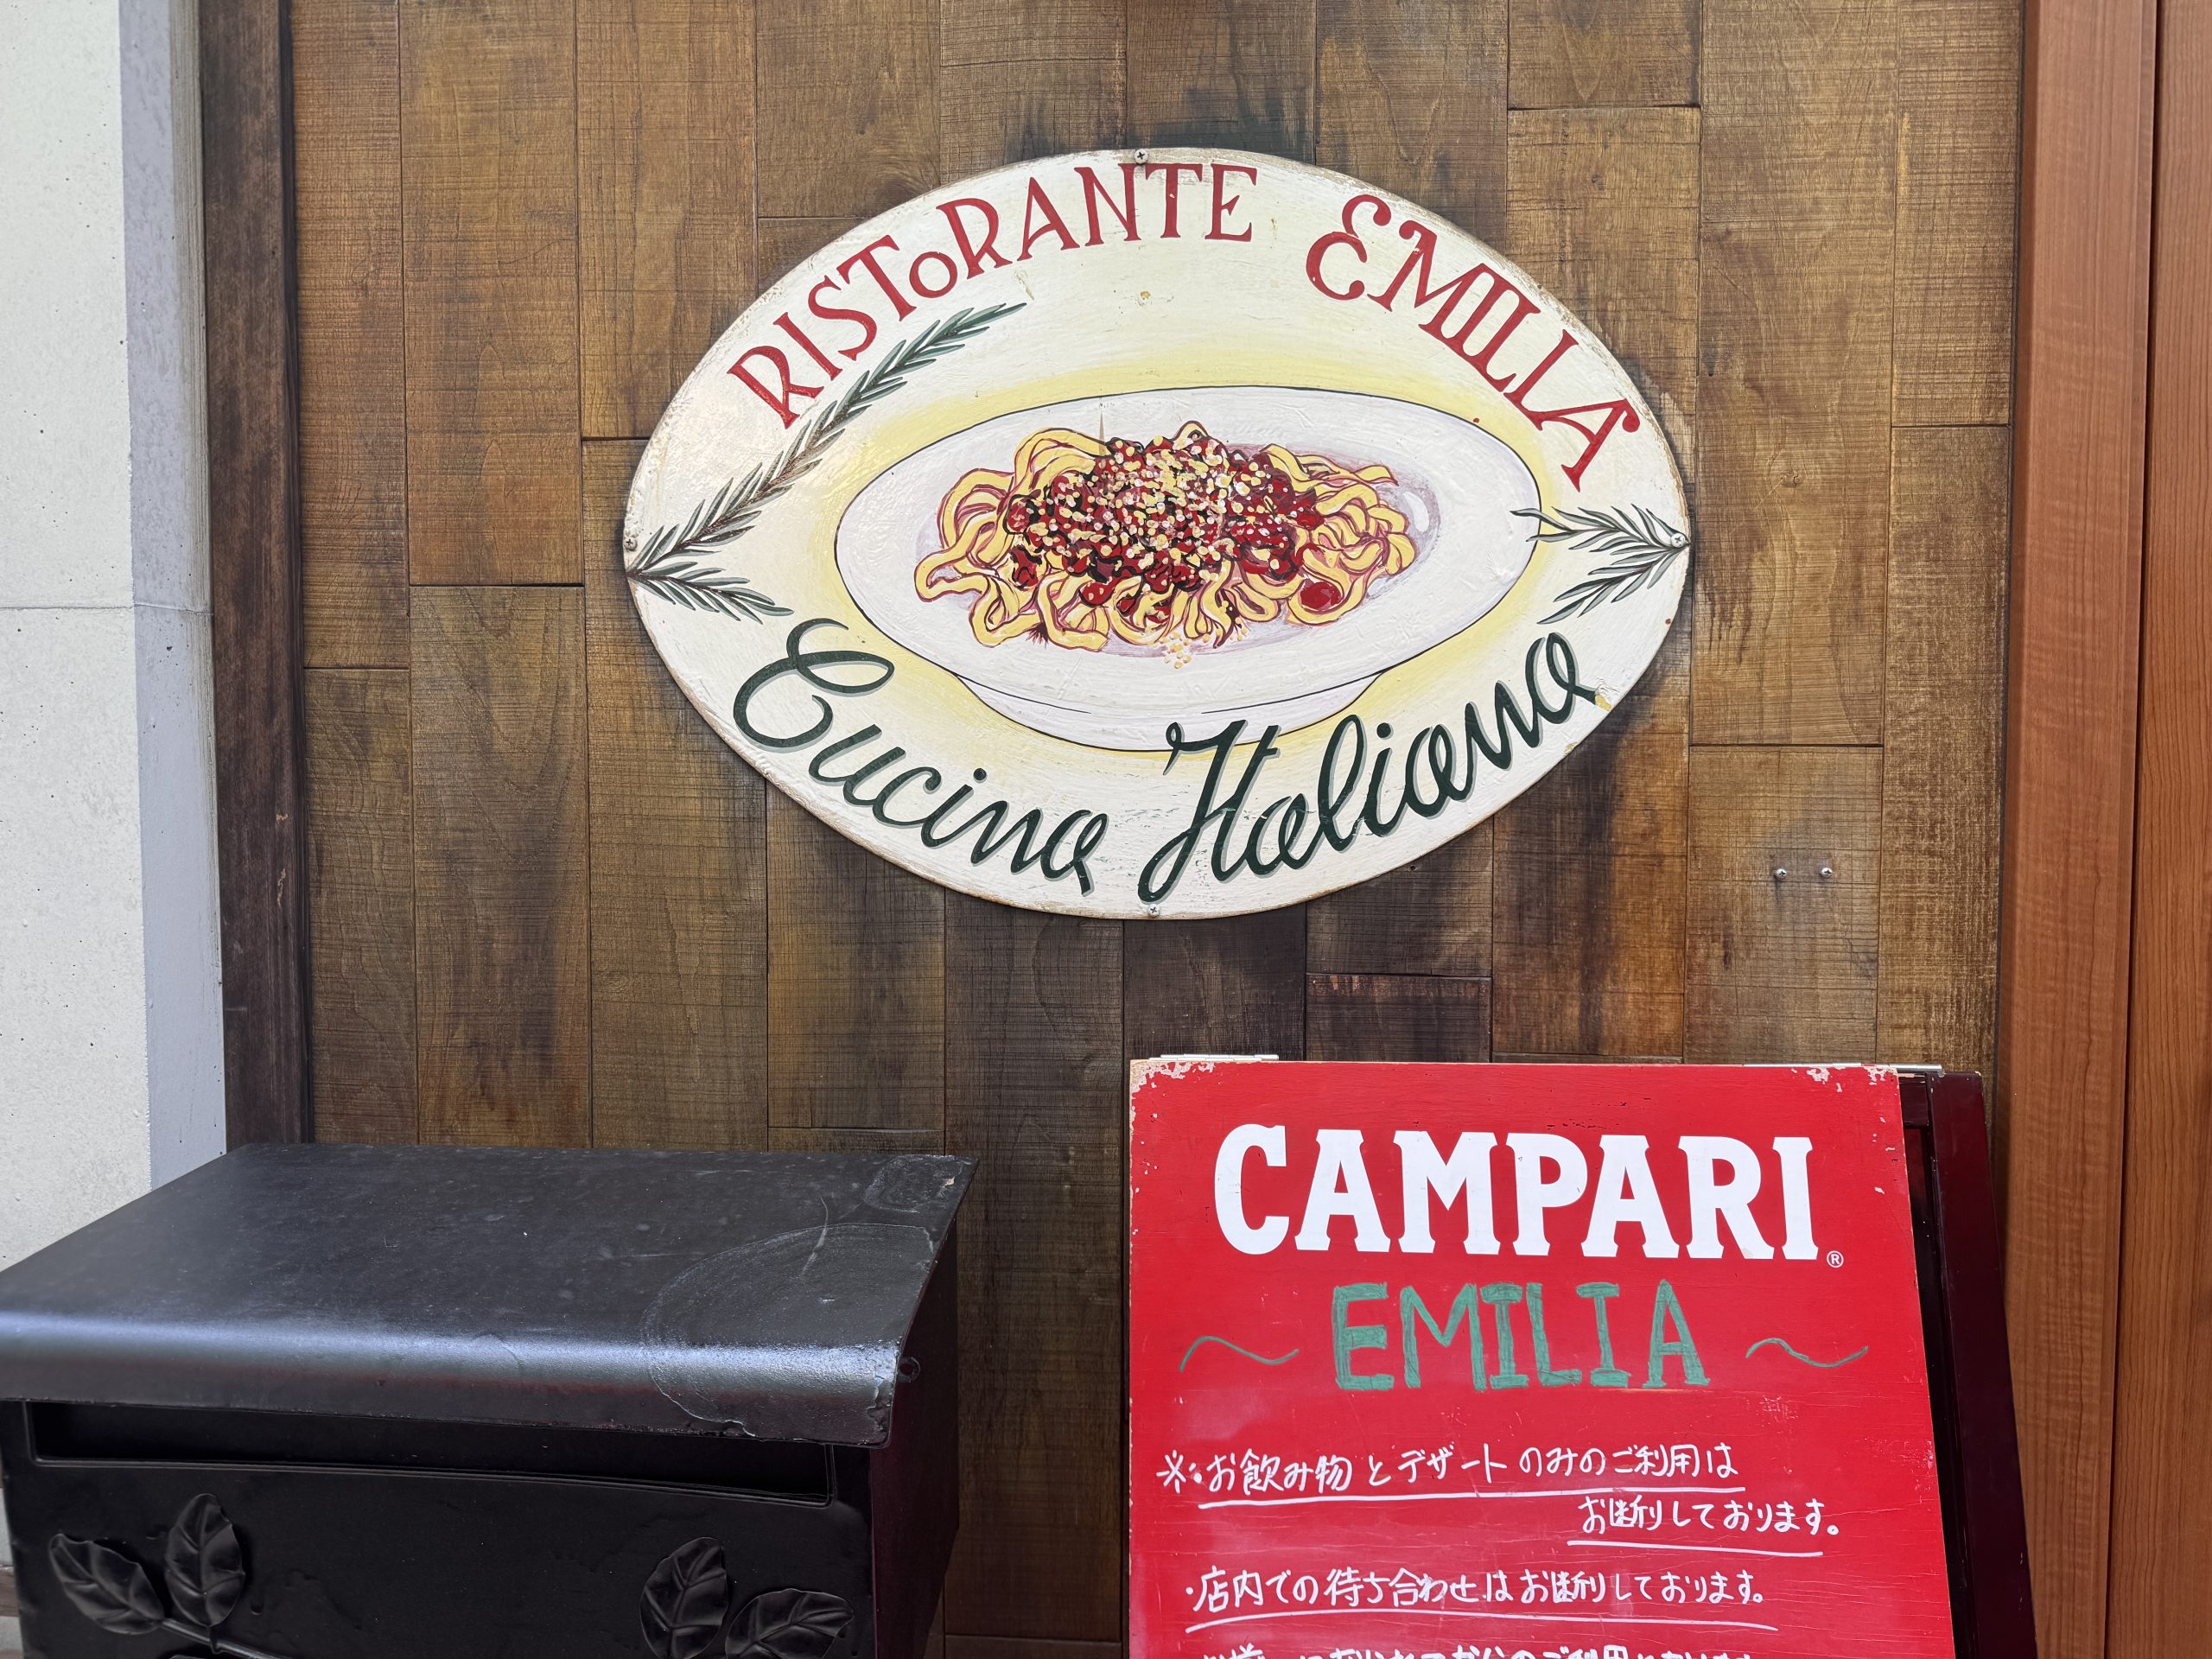 RISTORANTE EMILIA
Cucina Italiana
CAMPARI®
～ EMILIA ～
※・お飲み物とデザートのみのご利用は
お断りしております。
・店内での待ち合わせはお断りしております。